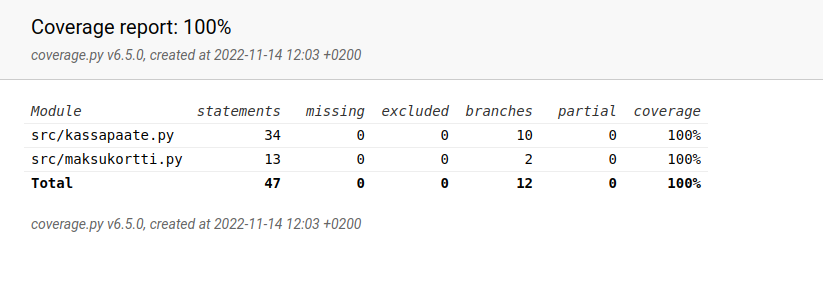 Coverage report: 100%
coverage.py v6.5.0, created at 2022-11-14 12:03 +0200
Module statements missing excluded branches partial coverage
src/kassapaate.py 34 0 0 10 0 100%
src/maksukortti.py 13 0 0 2 0 100%
Total 47 0 0 12 0 100%
coverage.py v6.5.0, created at 2022-11-14 12:03 +0200